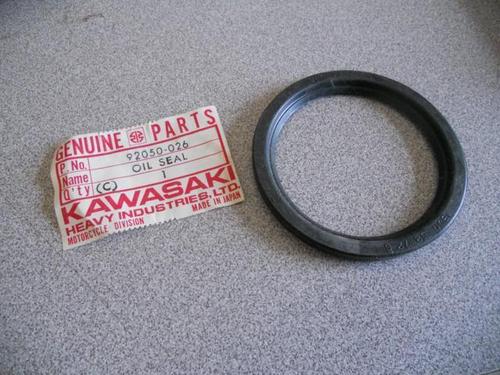 GENUINE PARTS
P. No. 92050-026
Name OIL SEAL
Q'ty (C) 1
KAWASAKI
HEAVY INDUSTRIES, LTD.
MOTORCYCLE DIVISION MADE IN JAPAN